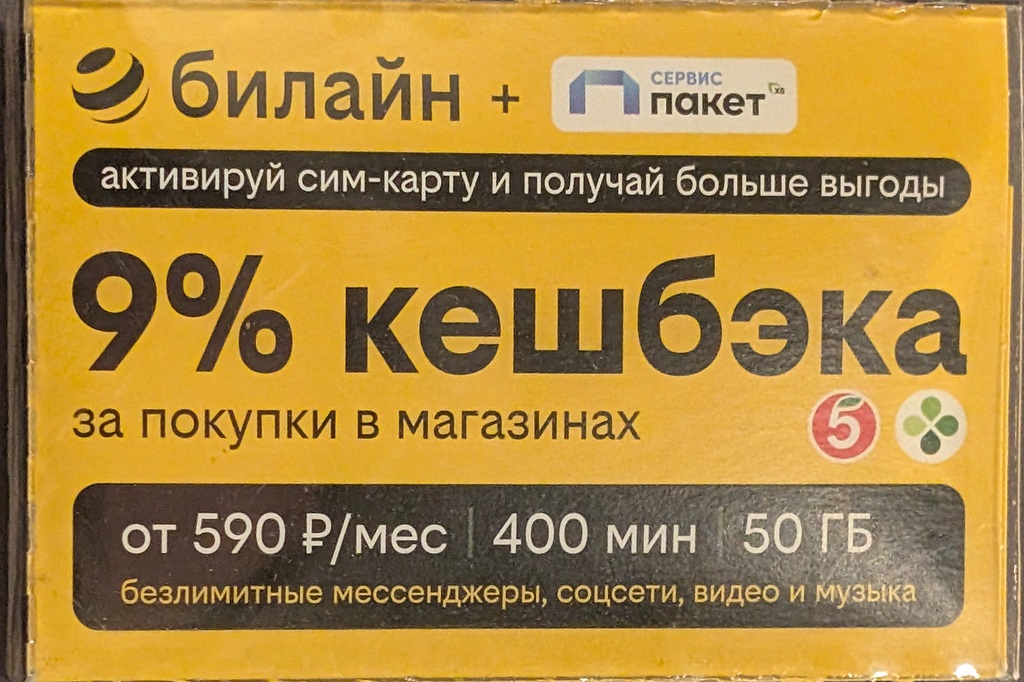 билайн + СЕРВИС пакет X5
активируй сим-карту и получай больше выгоды
9% кешбэка
за покупки в магазинах 5
от 590 ₽/мес | 400 мин | 50 ГБ
безлимитные мессенджеры, соцсети, видео и музыка